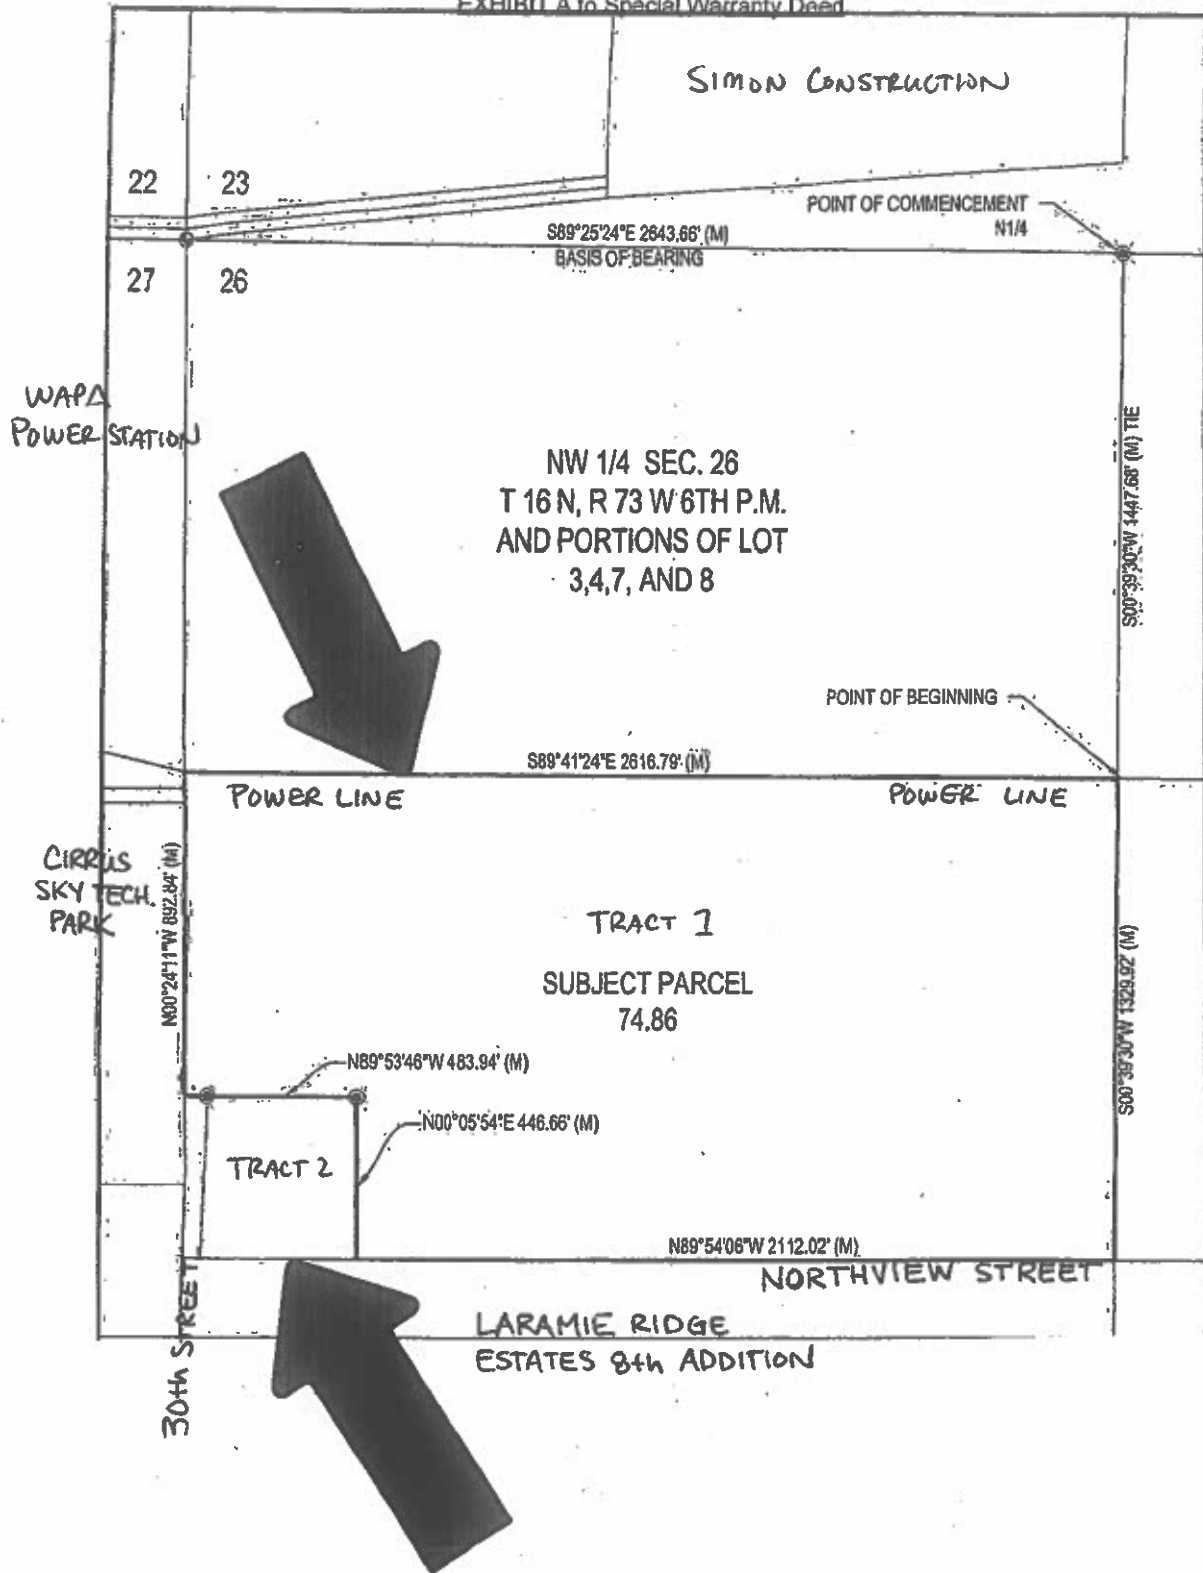 EXHIBIT A to Special Warranty Deed
SIMON CONSTRUCTION
22
23
POINT OF COMMENCEMENT
N1/4
S89°25'24"E 2643.66' (M)
BASIS OF BEARING
27
26
WAPA
POWER STATION
NW 1/4 SEC. 26
T 16 N, R 73 W 6TH P.M.
AND PORTIONS OF LOT
3,4,7, AND 8
S00°39'30"W 1447.68' (M) TIE
POINT OF BEGINNING
S89°41'24"E 2616.79' (M)
POWER LINE
POWER LINE
CIRRUS
SKY TECH.
PARK
N00°24'11"W 892.84' (M)
TRACT 1
SUBJECT PARCEL
74.86
S00°39'30"W 1329.92' (M)
N89°53'46"W 483.94' (M)
N00°05'54"E 446.66' (M)
TRACT 2
N89°54'06"W 2112.02' (M)
NORTHVIEW STREET
30th STREET
LARAMIE RIDGE
ESTATES 8th ADDITION